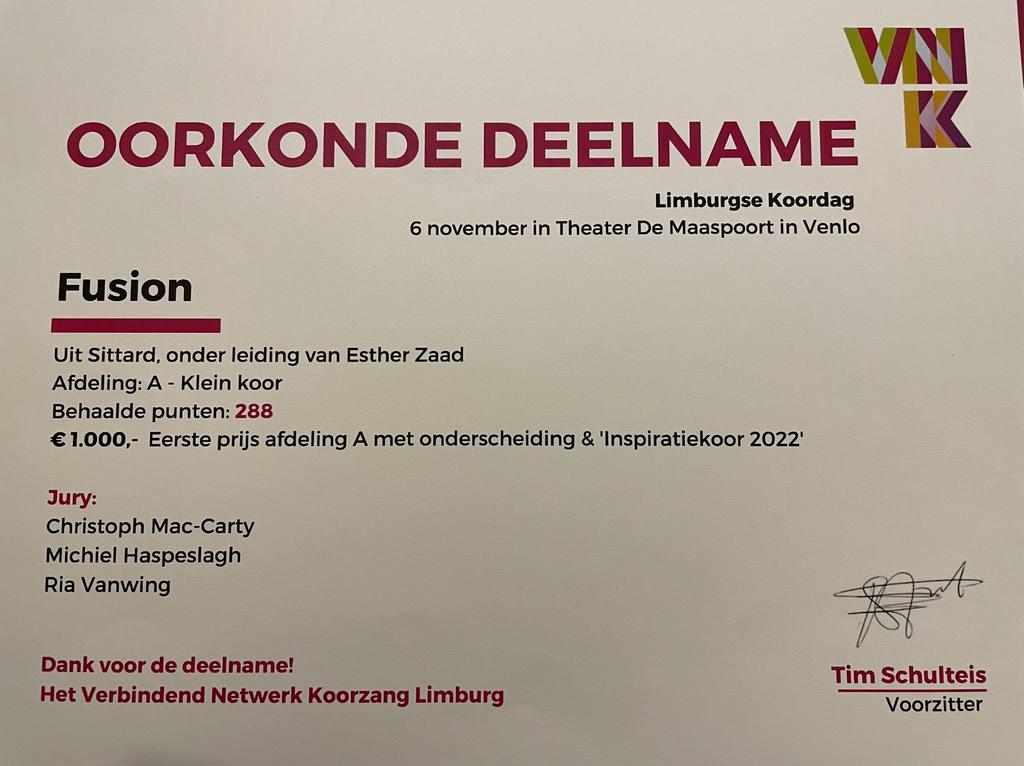 VN
K
OORKONDE DEELNAME
Limburgse Koordag
6 november in Theater De Maaspoort in Venlo
Fusion
Uit Sittard, onder leiding van Esther Zaad
Afdeling: A - Klein koor
Behaalde punten: 288
€ 1.000,- Eerste prijs afdeling A met onderscheiding & 'Inspiratiekoor 2022'
Jury:
Christoph Mac-Carty
Michiel Haspeslagh
Ria Vanwing
Dank voor de deelname!
Het Verbindend Netwerk Koorzang Limburg
Tim Schulteis
Voorzitter